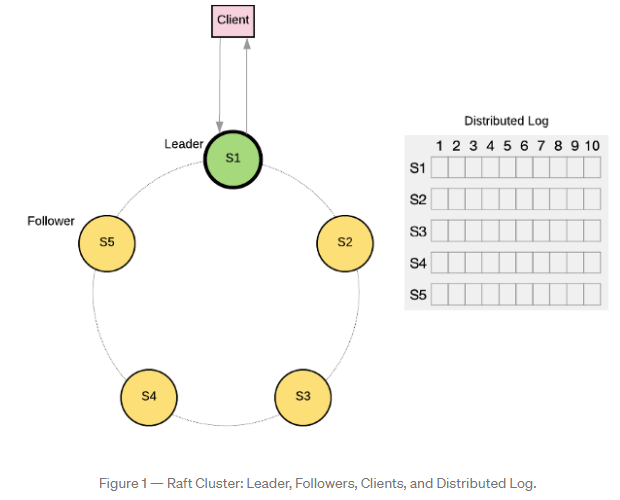 Client
Leader
S1
Follower
S5
S2
S4
S3
Distributed Log
1 2 3 4 5 6 7 8 9 10
S1
S2
S3
S4
S5
Figure 1 — Raft Cluster: Leader, Followers, Clients, and Distributed Log.